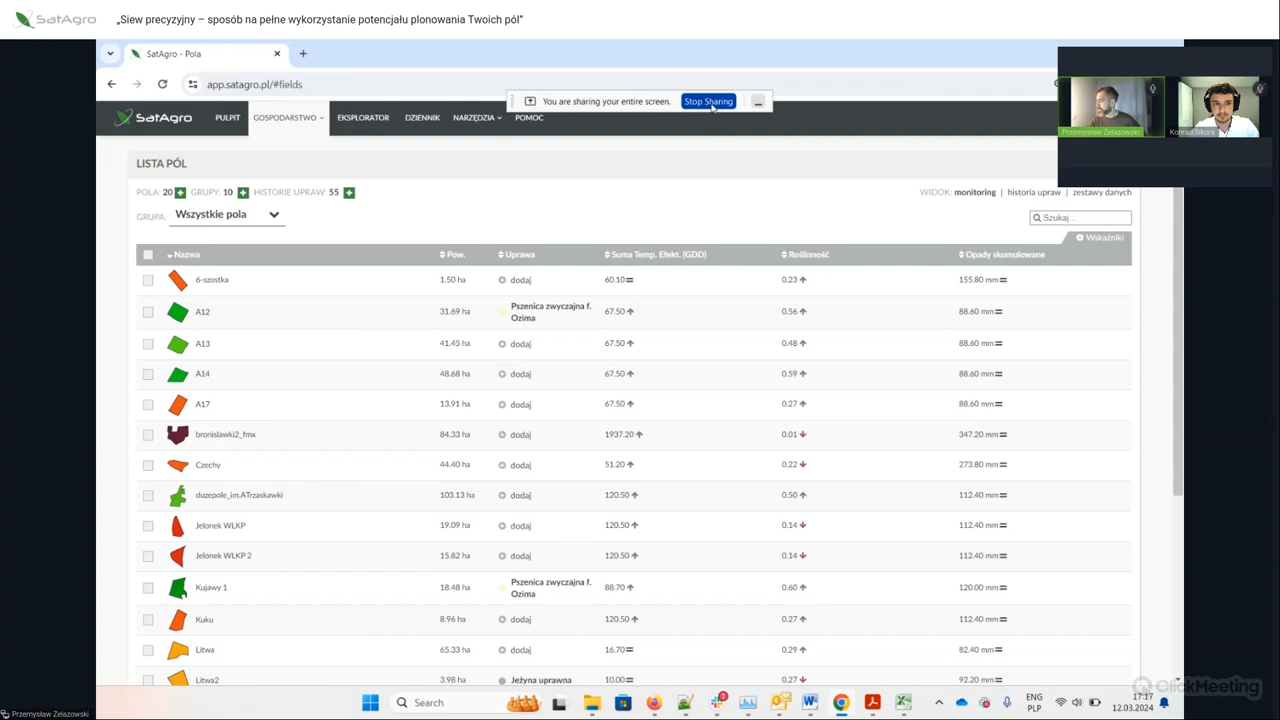 SatAgro „Siew precyzyjny – sposób na pełne wykorzystanie potencjału plonowania Twoich pól”
SatAgro - Pola
app.satagro.pl/#fields
You are sharing your entire screen. Stop Sharing
SatAgro PULPIT GOSPODARSTWO EKSPLORATOR DZIENNIK NARZĘDZIA POMOC
Przemysław Żelazowski Konrad Sikora
LISTA PÓL
POLA: 20 GRUPY: 10 HISTORIE UPRAW: 55 WIDOK: monitoring | historia upraw | zestawy danych
GRUPA: Wszystkie pola Szukaj...
Wskaźniki
Nazwa Pow. Uprawa Suma Temp. Efekt. (GDD) Roślinność Opady skumulowane
6-szostka 1.50 ha dodaj 60.10 0.23 155.80 mm
A12 31.69 ha Pszenica zwyczajna f. Ozima 67.50 0.56 88.60 mm
A13 41.45 ha dodaj 67.50 0.48 88.60 mm
A14 48.68 ha dodaj 67.50 0.59 88.60 mm
A17 13.91 ha dodaj 67.50 0.27 88.60 mm
bronislawki2_fmx 84.33 ha dodaj 1937.20 0.01 347.20 mm
Czechy 44.40 ha dodaj 51.20 0.22 273.80 mm
duzepole_im.ATrzaskawki 103.13 ha dodaj 120.50 0.50 112.40 mm
Jelonek WLKP 19.09 ha dodaj 120.50 0.14 112.40 mm
Jelonek WLKP 2 15.82 ha dodaj 120.50 0.14 112.40 mm
Kujawy 1 18.48 ha Pszenica zwyczajna f. Ozima 88.70 0.60 120.00 mm
Kuku 8.96 ha dodaj 120.50 0.27 112.40 mm
Litwa 65.33 ha dodaj 16.70 0.29 82.40 mm
Litwa2 3.98 ha Jeżyna uprawna 10.00 0.27 92.20 mm
ClickMeeting
Search 1 ENG PLP 17:17 12.03.2024
Przemysław Żelazowski